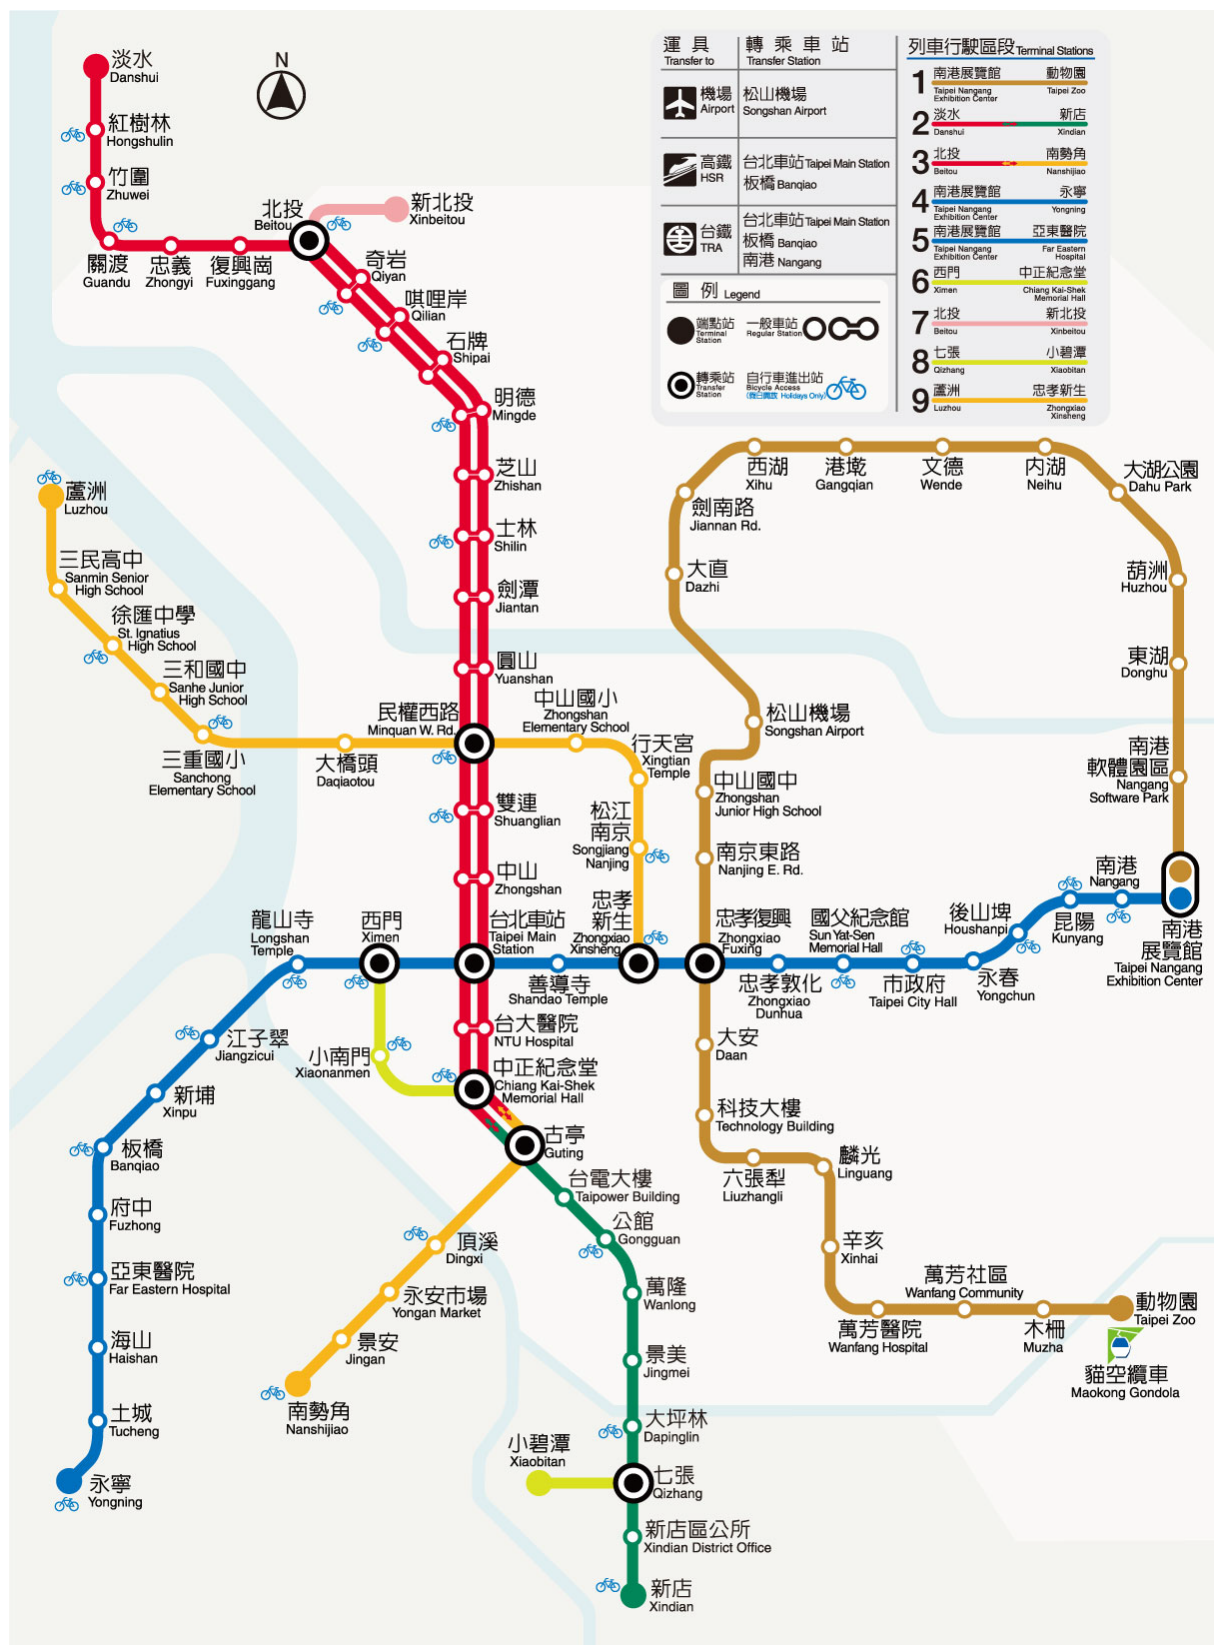 運具
Transfer to
轉乘車站
Transfer Station
機場
Airport
松山機場
Songshan Airport
高鐵
HSR
台北車站 Taipei Main Station
板橋 Banqiao
台鐵
TRA
台北車站 Taipei Main Station
板橋 Banqiao
南港 Nangang
圖例 Legend
端點站
Terminal
Station
一般車站
Regular Station
轉乘站
Transfer
Station
自行車進出站
Bicycle Access
(假日開放 Holidays Only)
列車行駛區段 Terminal Stations
1 南港展覽館 動物園
Taipei Nangang
Exhibition Center
Taipei Zoo
2 淡水 新店
Danshui Xindian
3 北投 南勢角
Beitou Nanshijiao
4 南港展覽館 永寧
Taipei Nangang
Exhibition Center
Yongning
5 南港展覽館 亞東醫院
Taipei Nangang
Exhibition Center
Far Eastern
Hospital
6 西門 中正紀念堂
Ximen
Chiang Kai-Shek
Memorial Hall
7 北投 新北投
Beitou Xinbeitou
8 七張 小碧潭
Qizhang Xiaobitan
9 蘆洲 忠孝新生
Luzhou
Zhongxiao
Xinsheng
N
淡水
Danshui
紅樹林
Hongshulin
竹圍
Zhuwei
關渡
Guandu
忠義
Zhongyi
復興崗
Fuxinggang
北投
Beitou
新北投
Xinbeitou
奇岩
Qiyan
唭哩岸
Qilian
石牌
Shipai
明德
Mingde
芝山
Zhishan
士林
Shilin
劍潭
Jiantan
圓山
Yuanshan
民權西路
Minquan W. Rd.
雙連
Shuanglian
中山
Zhongshan
台北車站
Taipei Main
Station
台大醫院
NTU Hospital
中正紀念堂
Chiang Kai-Shek
Memorial Hall
古亭
Guting
台電大樓
Taipower Building
公館
Gongguan
萬隆
Wanlong
景美
Jingmei
大坪林
Dapinglin
七張
Qizhang
小碧潭
Xiaobitan
新店區公所
Xindian District Office
新店
Xindian
蘆洲
Luzhou
三民高中
Sanmin Senior
High School
徐匯中學
St. Ignatius
High School
三和國中
Sanhe Junior
High School
三重國小
Sanchong
Elementary School
大橋頭
Daqiaotou
中山國小
Zhongshan
Elementary School
行天宮
Xingtian
Temple
松江
南京
Songjiang
Nanjing
忠孝
新生
Zhongxiao
Xinsheng
頂溪
Dingxi
永安市場
Yongan Market
景安
Jingan
南勢角
Nanshijiao
西門
Ximen
小南門
Xiaonanmen
龍山寺
Longshan
Temple
江子翠
Jiangzicui
新埔
Xinpu
板橋
Banqiao
府中
Fuzhong
亞東醫院
Far Eastern Hospital
海山
Haishan
土城
Tucheng
永寧
Yongning
善導寺
Shandao Temple
忠孝復興
Zhongxiao
Fuxing
忠孝敦化
Zhongxiao
Dunhua
國父紀念館
Sun Yat-Sen
Memorial Hall
市政府
Taipei City Hall
永春
Yongchun
後山埤
Houshanpi
昆陽
Kunyang
南港
Nangang
南港
展覽館
Taipei Nangang
Exhibition Center
南港
軟體園區
Nangang
Software Park
東湖
Donghu
葫洲
Huzhou
大湖公園
Dahu Park
內湖
Neihu
文德
Wende
港墘
Gangqian
西湖
Xihu
劍南路
Jiannan Rd.
大直
Dazhi
松山機場
Songshan Airport
中山國中
Zhongshan
Junior High School
南京東路
Nanjing E. Rd.
大安
Daan
科技大樓
Technology Building
六張犁
Liuzhangli
麟光
Linguang
辛亥
Xinhai
萬芳醫院
Wanfang Hospital
萬芳社區
Wanfang Community
木柵
Muzha
動物園
Taipei Zoo
貓空纜車
Maokong Gondola